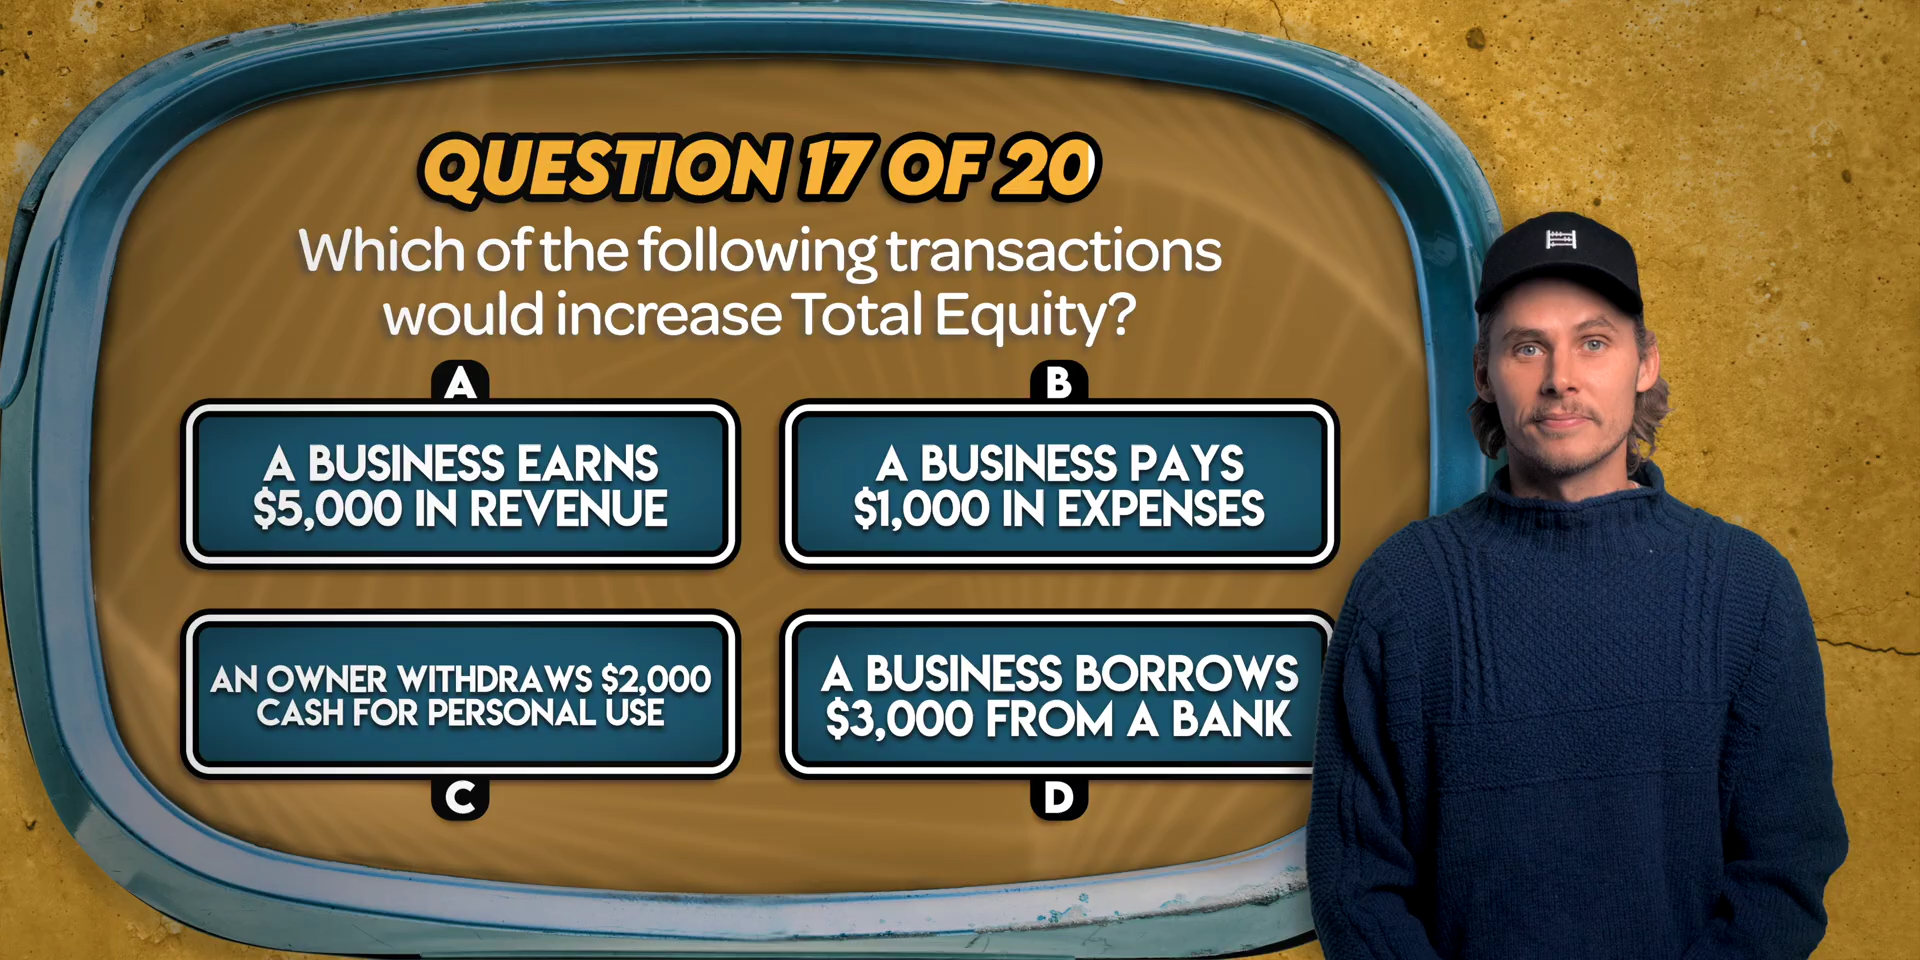 QUESTION 17 OF 20
Which of the following transactions
would increase Total Equity?
A
A BUSINESS EARNS
$5,000 IN REVENUE
B
A BUSINESS PAYS
$1,000 IN EXPENSES
AN OWNER WITHDRAWS $2,000
CASH FOR PERSONAL USE
C
A BUSINESS BORROWS
$3,000 FROM A BANK
D